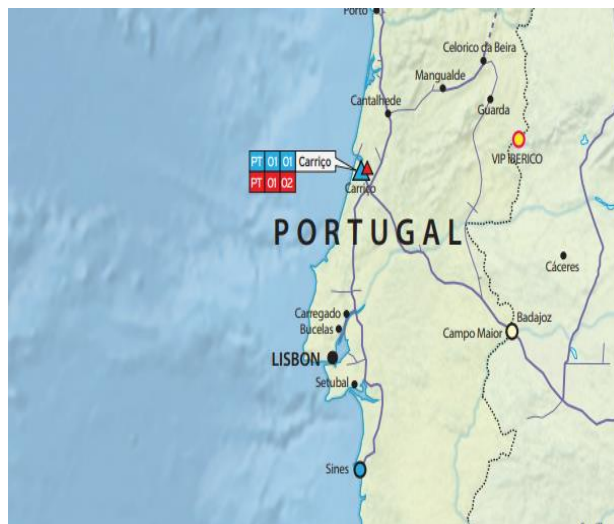 Porto
Celorico da Beira
Mangualde
Cantalhede
Guarda
VIP IBERICO
PT 01 01 Carriço
PT 01 02
Carriço
PORTUGAL
Cáceres
Carregado
Bucelas
Badajoz
Campo Maior
LISBON
Setubal
Sines